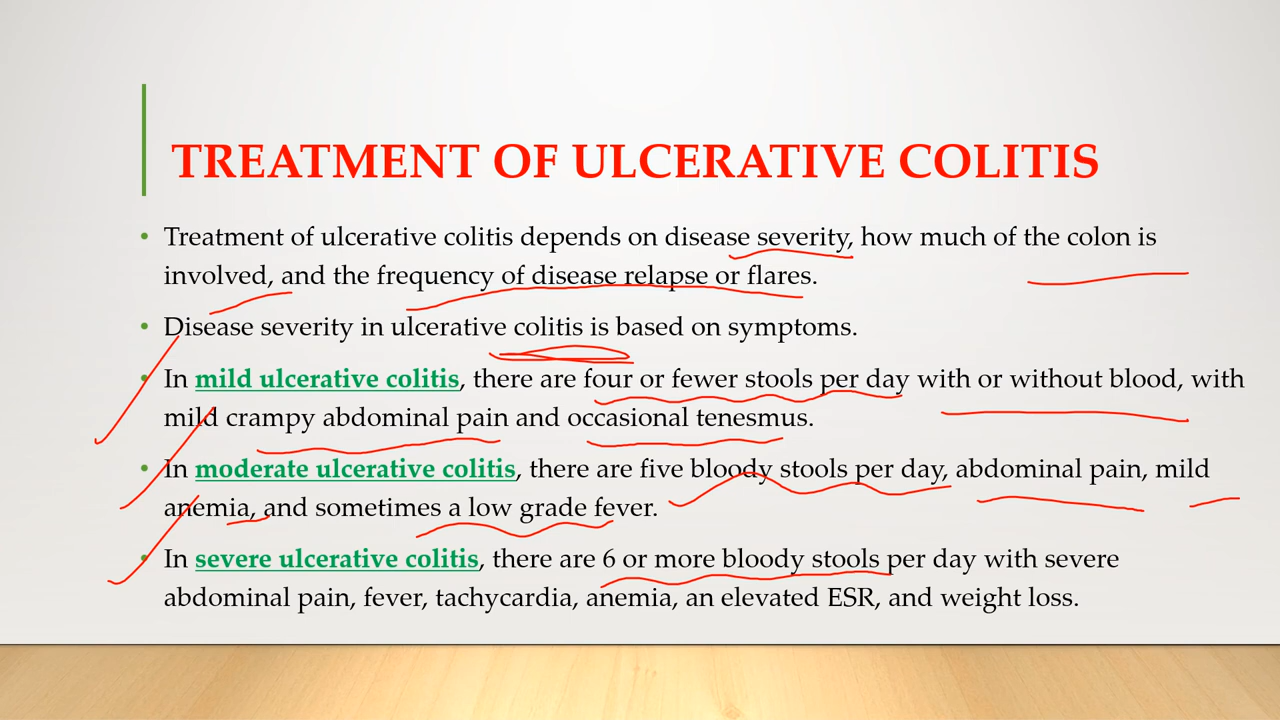 TREATMENT OF ULCERATIVE COLITIS
• Treatment of ulcerative colitis depends on disease severity, how much of the colon is
involved, and the frequency of disease relapse or flares.
• Disease severity in ulcerative colitis is based on symptoms.
• In mild ulcerative colitis, there are four or fewer stools per day with or without blood, with
mild crampy abdominal pain and occasional tenesmus.
• In moderate ulcerative colitis, there are five bloody stools per day, abdominal pain, mild
anemia, and sometimes a low grade fever.
• In severe ulcerative colitis, there are 6 or more bloody stools per day with severe
abdominal pain, fever, tachycardia, anemia, an elevated ESR, and weight loss.